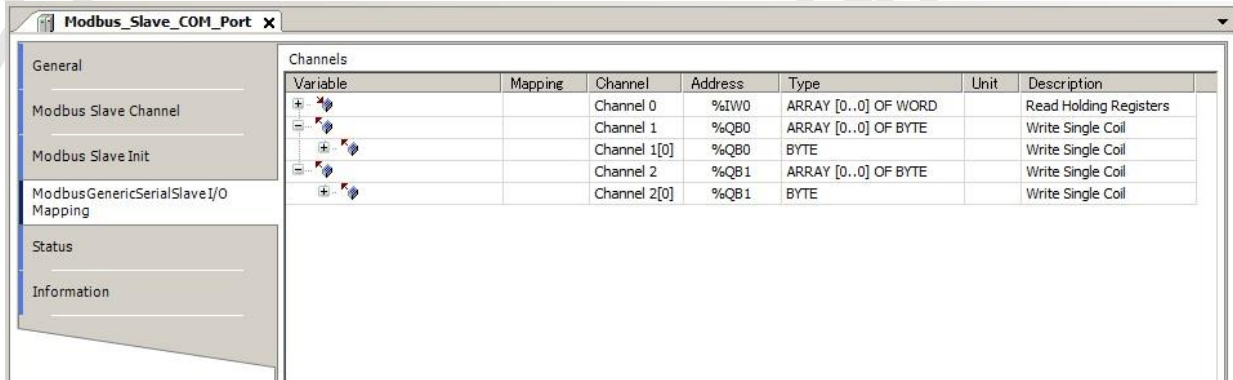 Modbus_Slave_COM_Port X
General
Modbus Slave Channel
Modbus Slave Init
ModbusGenericSerialSlaveI/O
Mapping
Status
Information
Channels
Variable Mapping Channel Address Type Unit Description
Channel 0 %IW0 ARRAY [0..0] OF WORD Read Holding Registers
Channel 1 %QB0 ARRAY [0..0] OF BYTE Write Single Coil
Channel 1[0] %QB0 BYTE Write Single Coil
Channel 2 %QB1 ARRAY [0..0] OF BYTE Write Single Coil
Channel 2[0] %QB1 BYTE Write Single Coil